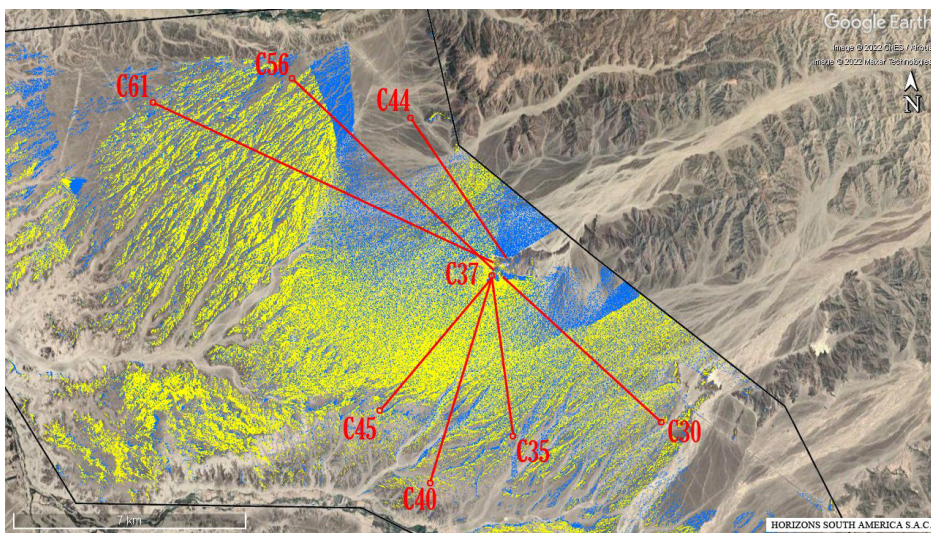 Google Earth
Image © 2022 CNES / Airbus
Image © 2022 Maxar Technologies
N
C56
C61
C44
C37
C45
C35
C30
C40
7 km
HORIZONS SOUTH AMERICA S.A.C.